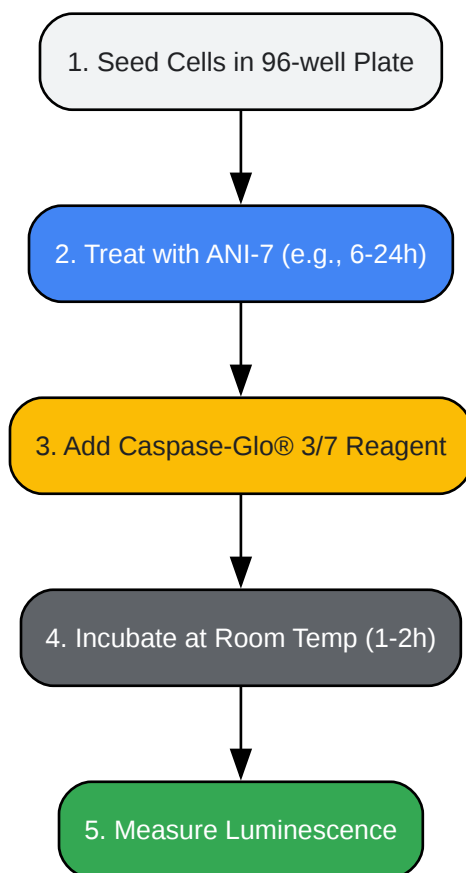 1. Seed Cells in 96-well Plate
2. Treat with ANI-7 (e.g., 6-24h)
3. Add Caspase-Glo® 3/7 Reagent
4. Incubate at Room Temp (1-2h)
5. Measure Luminescence